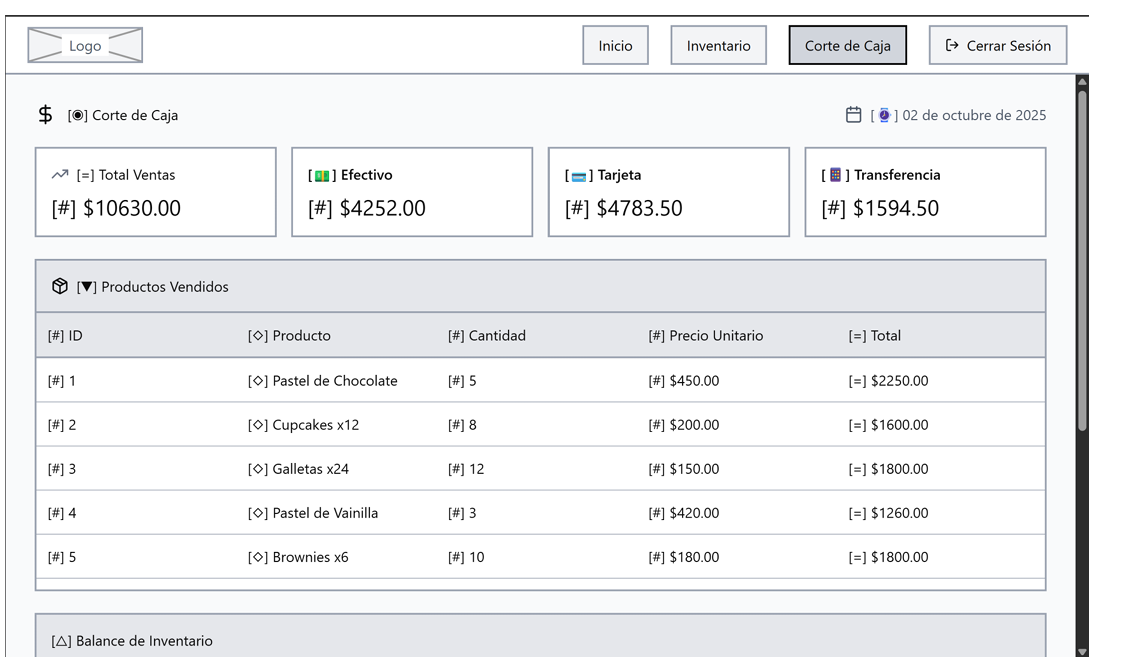 Logo Inicio Inventario Corte de Caja Cerrar Sesión
$ [◉] Corte de Caja [⌚] 02 de octubre de 2025
[=] Total Ventas [💵] Efectivo [💳] Tarjeta [📱] Transferencia
[#] $10630.00 [#] $4252.00 [#] $4783.50 [#] $1594.50
[▼] Productos Vendidos
[#] ID [◇] Producto [#] Cantidad [#] Precio Unitario [=] Total
[#] 1 [◇] Pastel de Chocolate [#] 5 [#] $450.00 [=] $2250.00
[#] 2 [◇] Cupcakes x12 [#] 8 [#] $200.00 [=] $1600.00
[#] 3 [◇] Galletas x24 [#] 12 [#] $150.00 [=] $1800.00
[#] 4 [◇] Pastel de Vainilla [#] 3 [#] $420.00 [=] $1260.00
[#] 5 [◇] Brownies x6 [#] 10 [#] $180.00 [=] $1800.00
[△] Balance de Inventario